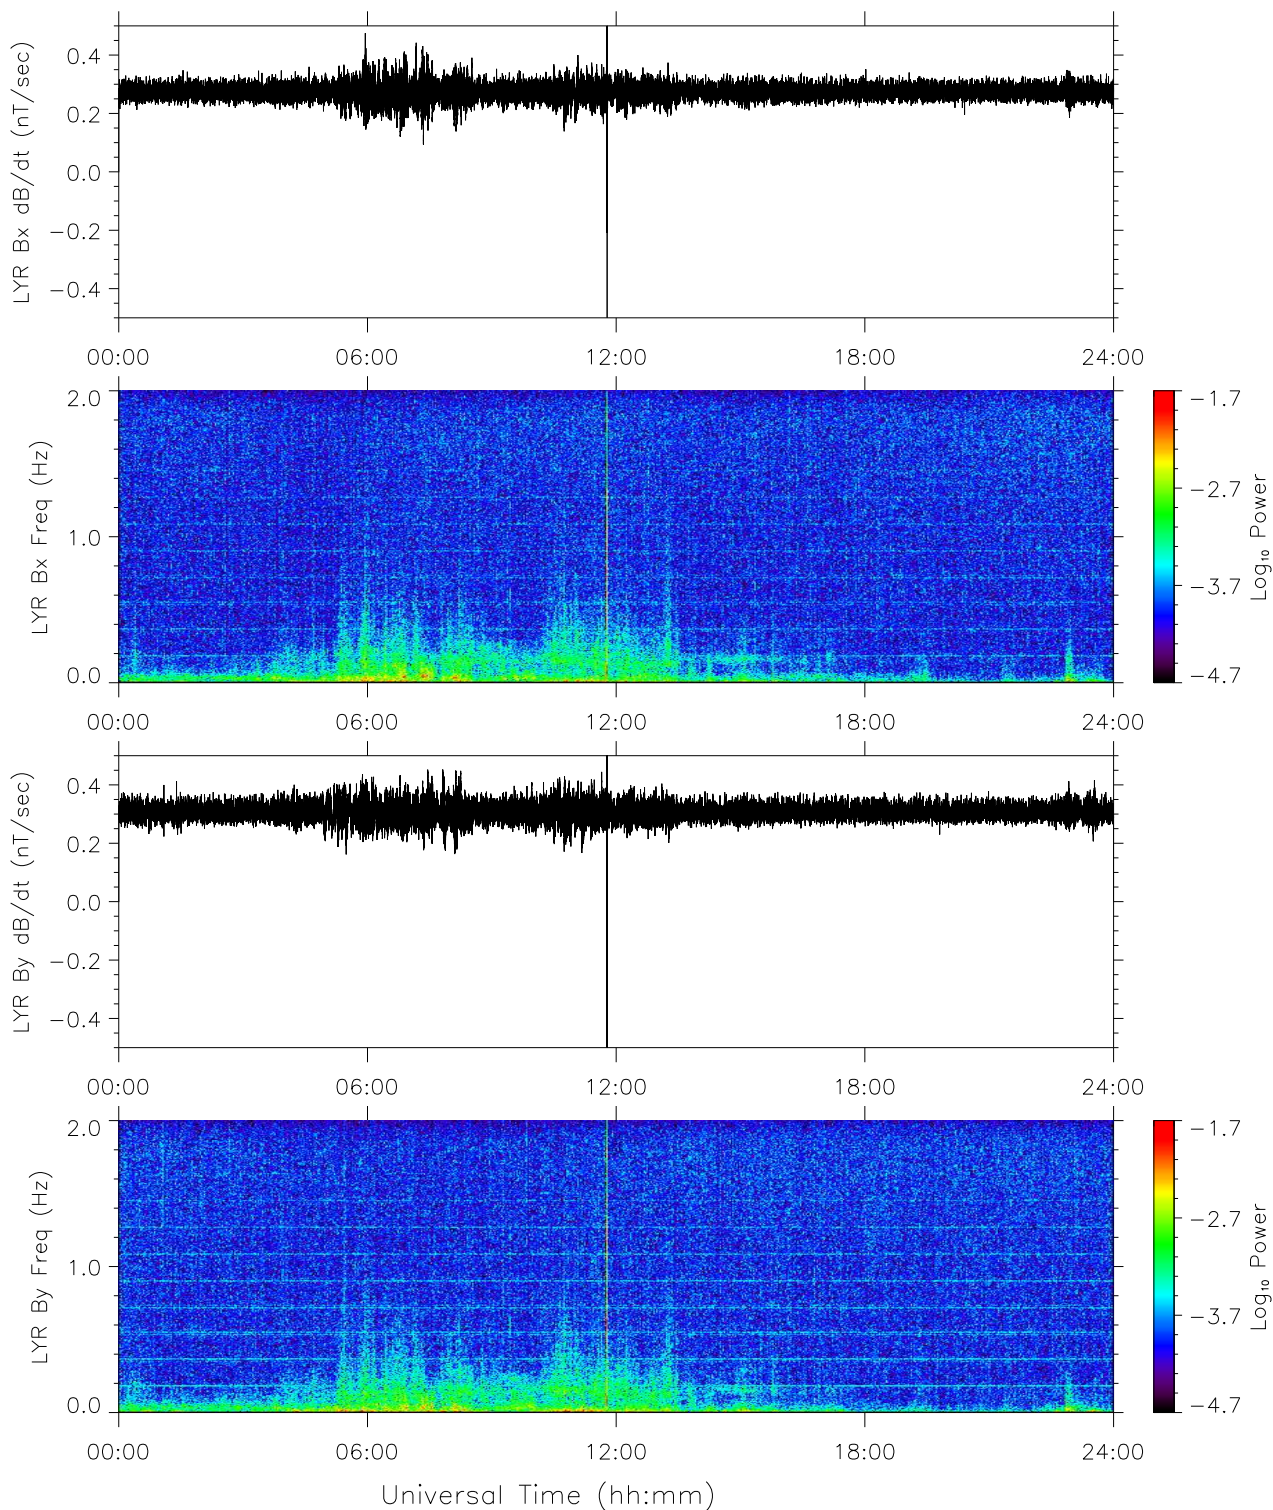 LYR Bx dB/dt (nT/sec)
0.4
0.2
0.0
−0.2
−0.4
00:00 06:00 12:00 18:00 24:00
LYR Bx Freq (Hz)
2.0
1.0
0.0
−1.7
−2.7
−3.7
−4.7
Log₁₀ Power
00:00 06:00 12:00 18:00 24:00
LYR By dB/dt (nT/sec)
0.4
0.2
0.0
−0.2
−0.4
00:00 06:00 12:00 18:00 24:00
LYR By Freq (Hz)
2.0
1.0
0.0
−1.7
−2.7
−3.7
−4.7
Log₁₀ Power
00:00 06:00 12:00 18:00 24:00
Universal Time (hh:mm)